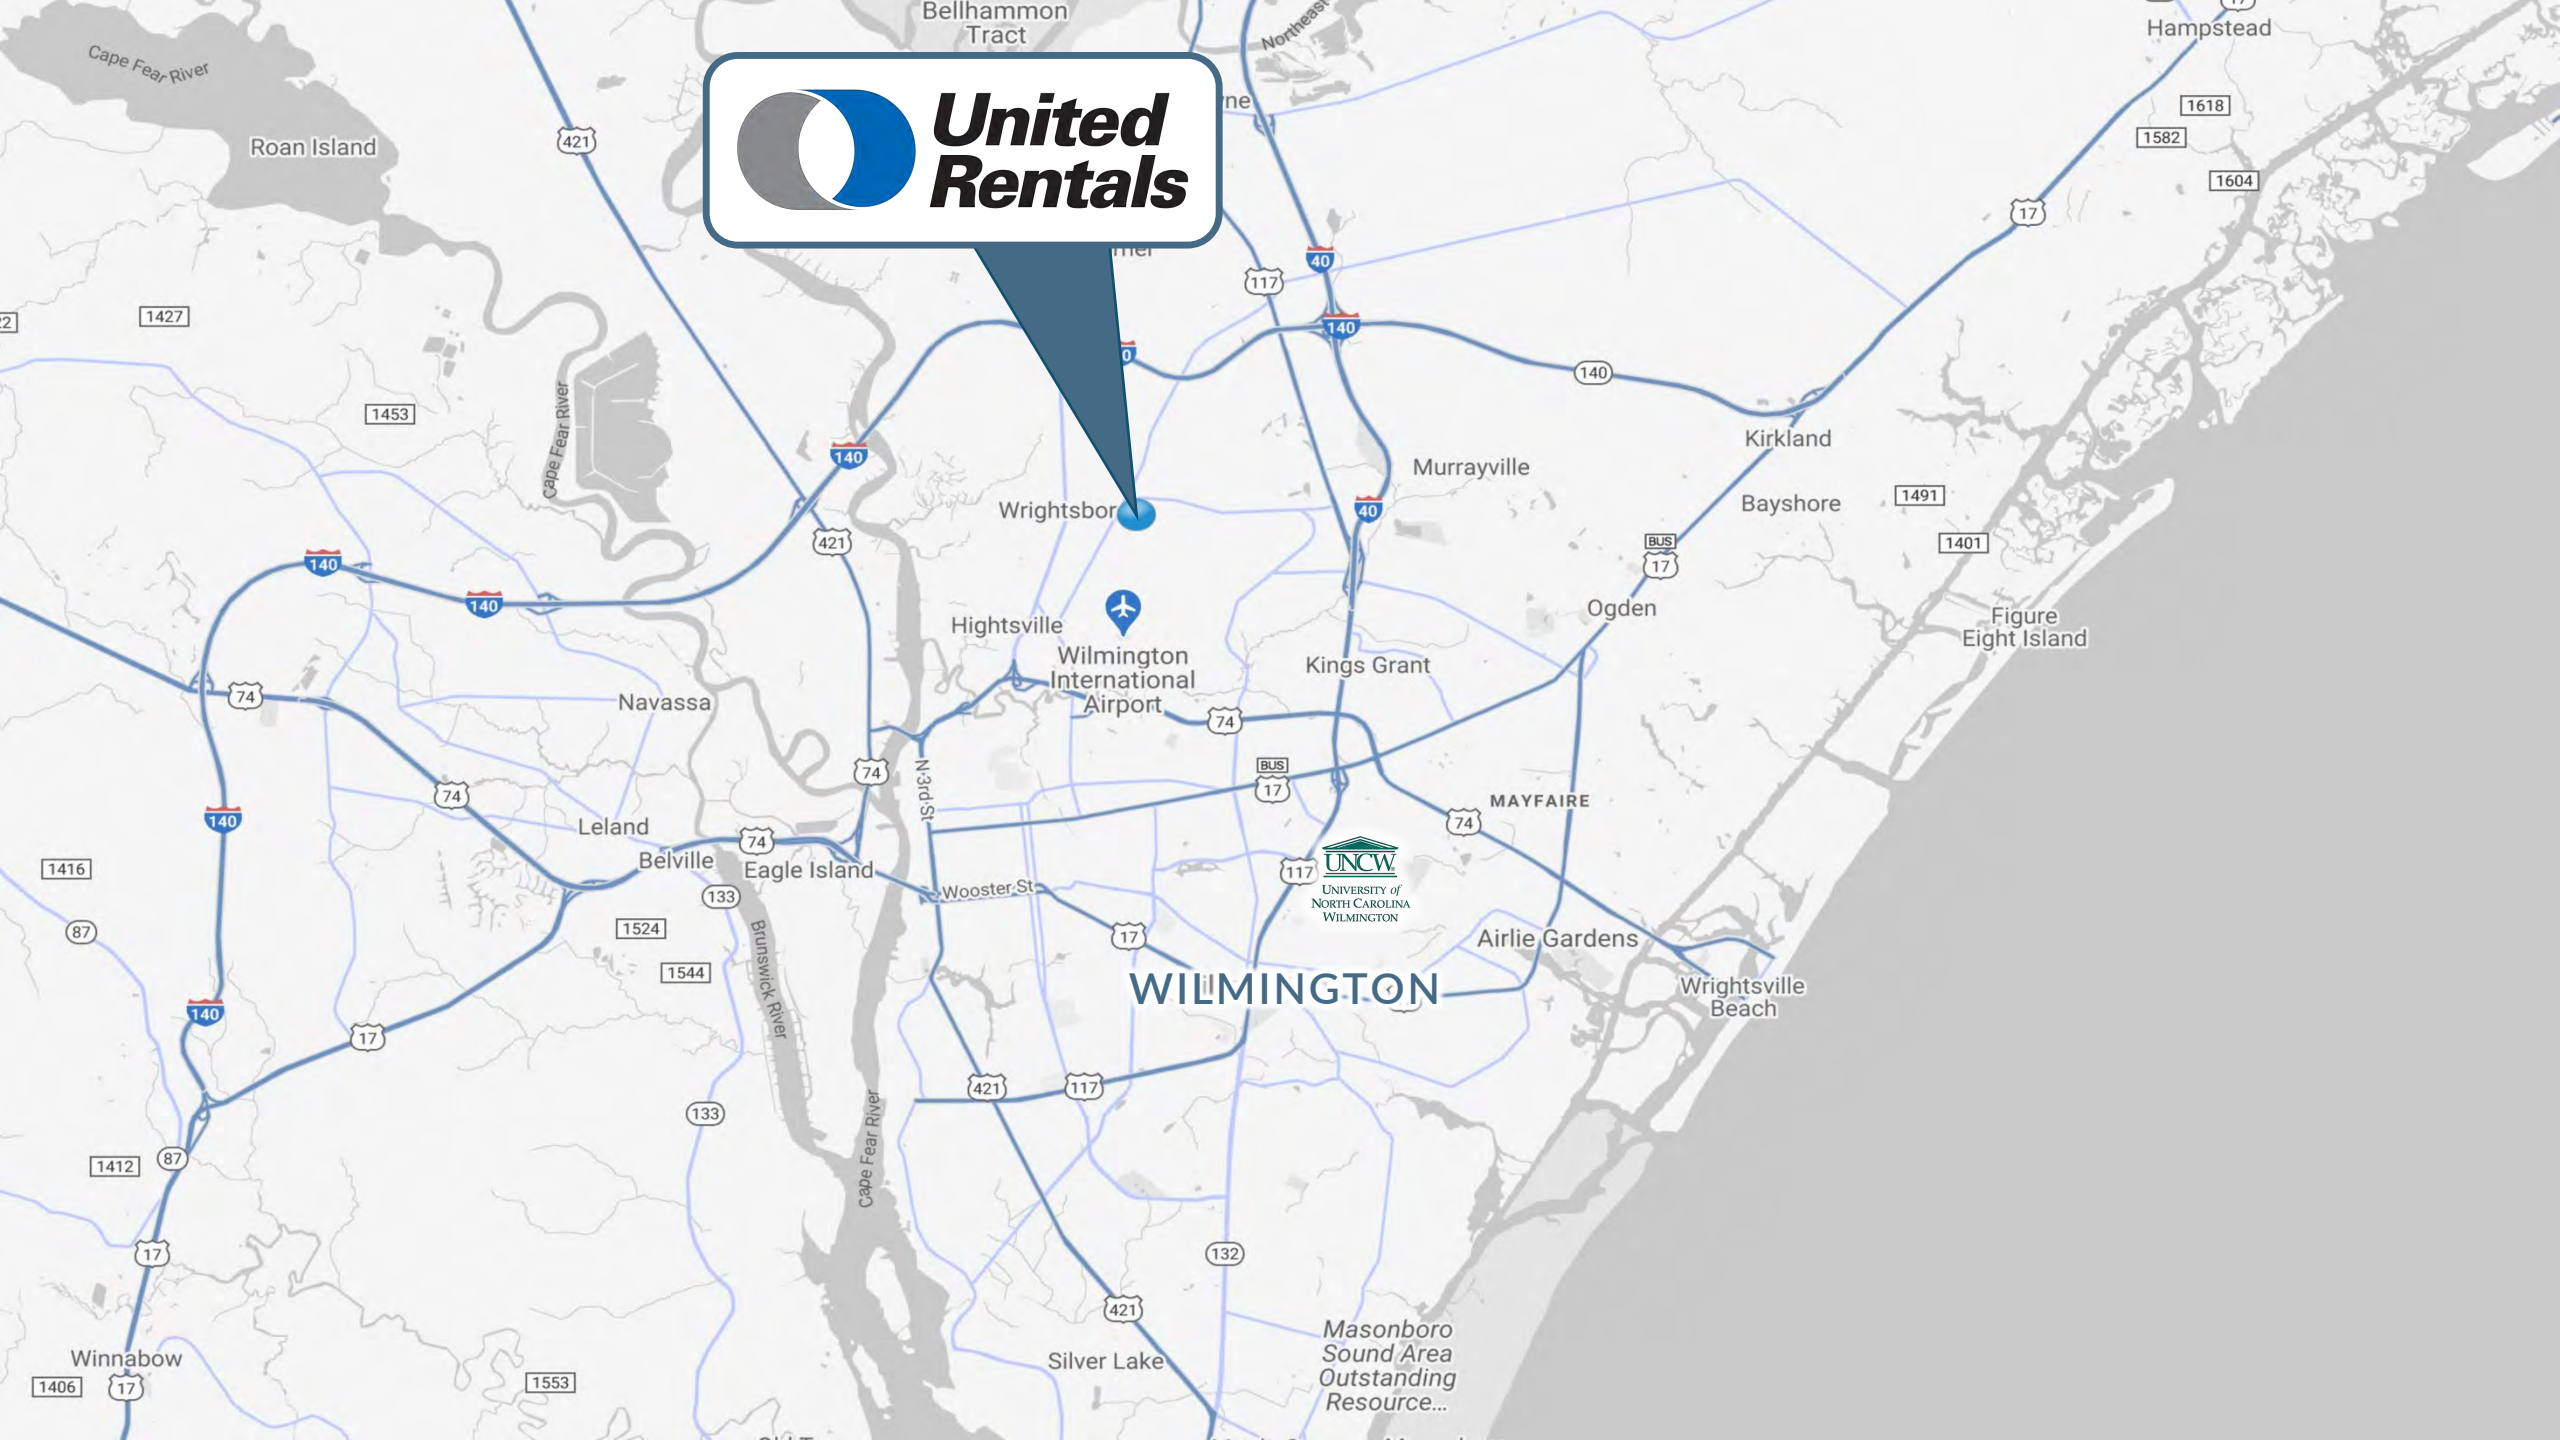 Bellhammon
Tract
Northeast
17
Hampstead
Cape Fear River
Roan Island
421
United
Rentals
1618
1582
1604
17
40
117
1427
140
140
1453
Cape Fear River
140
Kirkland
Murrayville
Wrightsbor
40
Bayshore
1491
421
BUS
17
1401
140
140
Ogden
Hightsville
Wilmington
International
Airport
Figure
Eight Island
Kings Grant
74
Navassa
74
N 3rd St
74
BUS
17
74
MAYFAIRE
74
140
Leland
74
Belville
Eagle Island
1416
117
UNCW
UNIVERSITY of
NORTH CAROLINA
WILMINGTON
133
Wooster St
87
1524
Brunswick River
17
Airlie Gardens
1544
WILMINGTON
Wrightsville
Beach
140
17
421
117
133
Cape Fear River
1412
87
17
132
421
Masonboro
Sound Area
Outstanding
Resource...
Winnabow
Silver Lake
1406
17
1553